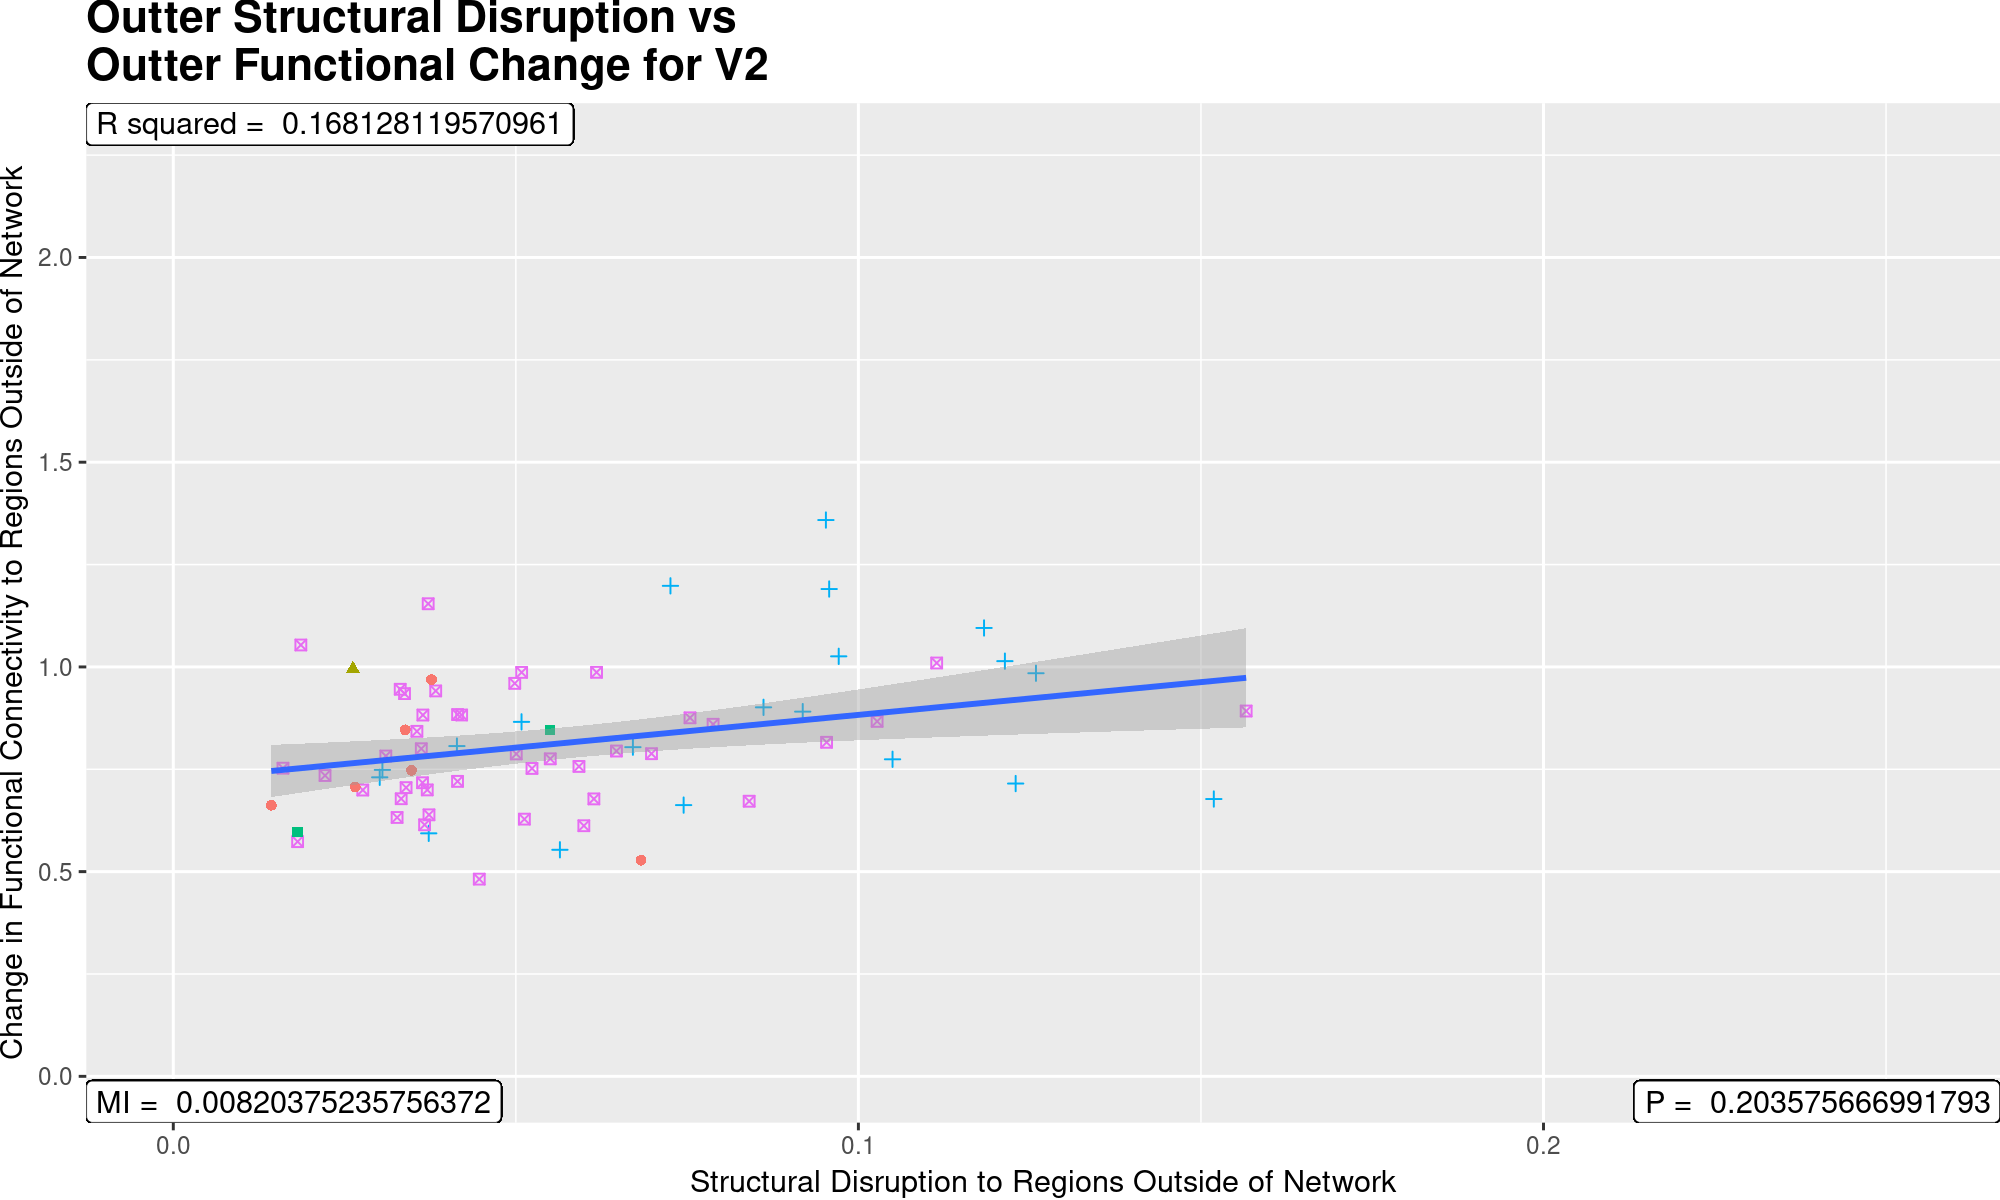 Outter Structural Disruption vs
Outter Functional Change for V2
R squared =  0.168128119570961
Change in Functional Connectivity to Regions Outside of Network
2.0
1.5
1.0
0.5
0.0
MI =  0.00820375235756372
P =  0.203575666991793
0.0
0.1
0.2
Structural Disruption to Regions Outside of Network